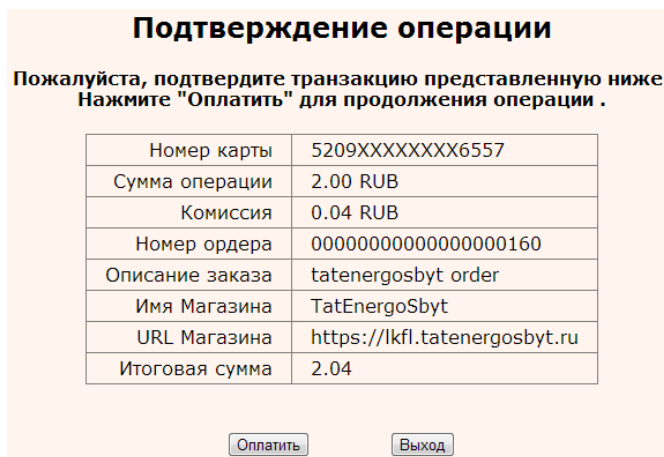 Подтверждение операции
Пожалуйста, подтвердите транзакцию представленную ниже
Нажмите "Оплатить" для продолжения операции .
Номер карты 5209XXXXXXXX6557
Сумма операции 2.00 RUB
Комиссия 0.04 RUB
Номер ордера 00000000000000000160
Описание заказа tatenergosbyt order
Имя Магазина TatEnergoSbyt
URL Магазина https://lkfl.tatenergosbyt.ru
Итоговая сумма 2.04
Оплатить Выход